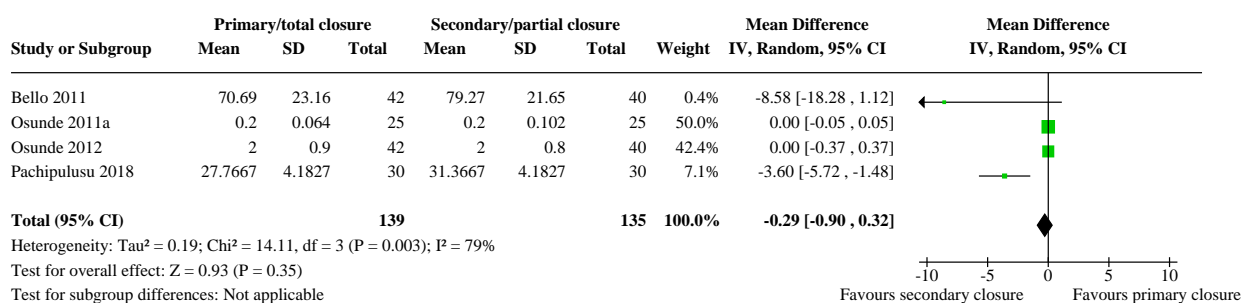 Primary/total closure Secondary/partial closure Mean Difference Mean Difference
Study or Subgroup Mean SD Total Mean SD Total Weight IV, Random, 95% CI IV, Random, 95% CI
Bello 2011 70.69 23.16 42 79.27 21.65 40 0.4% -8.58 [-18.28 , 1.12]
Osunde 2011a 0.2 0.064 25 0.2 0.102 25 50.0% 0.00 [-0.05 , 0.05]
Osunde 2012 2 0.9 42 2 0.8 40 42.4% 0.00 [-0.37 , 0.37]
Pachipulusu 2018 27.7667 4.1827 30 31.3667 4.1827 30 7.1% -3.60 [-5.72 , -1.48]
Total (95% CI) 139 135 100.0% -0.29 [-0.90 , 0.32]
Heterogeneity: Tau² = 0.19; Chi² = 14.11, df = 3 (P = 0.003); I² = 79%
Test for overall effect: Z = 0.93 (P = 0.35) -10 -5 0 5 10
Test for subgroup differences: Not applicable Favours secondary closure Favours primary closure